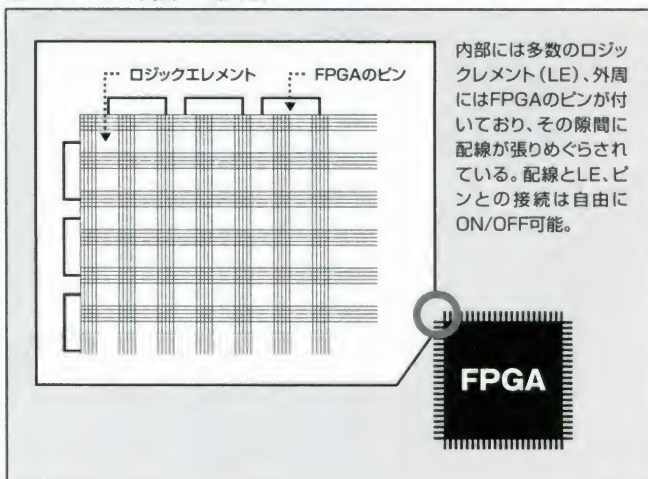 ロジックエレメント
FPGAのピン
内部には多数のロジッ
クレメント(LE)、外周
にはFPGAのピンが付
いており、その隙間に
配線が張りめぐらされ
ている。配線とLE、ピ
ンとの接続は自由に
ON/OFF可能。
FPGA